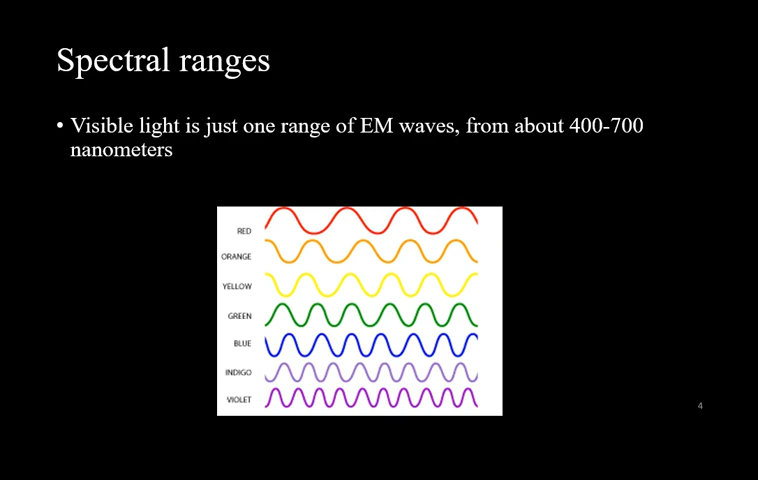 Spectral ranges
• Visible light is just one range of EM waves, from about 400-700
nanometers
RED
ORANGE
YELLOW
GREEN
BLUE
INDIGO
VIOLET
4